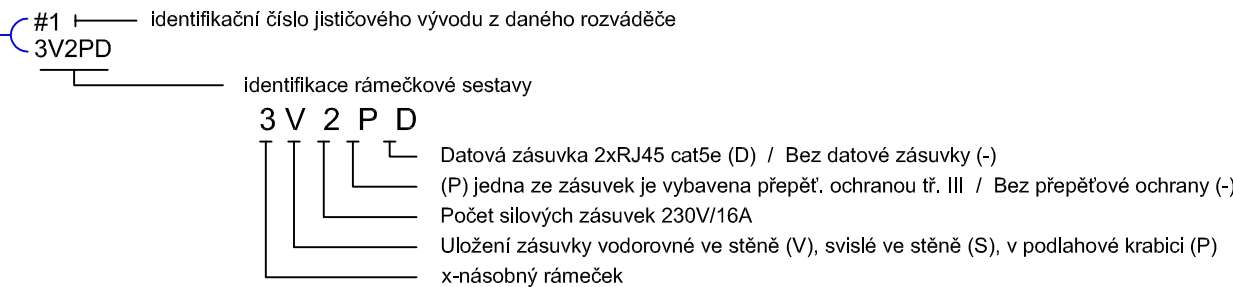 #1 identifikační číslo jističového vývodu z daného rozváděče
3V2PD
identifikace rámečkové sestavy
3 V 2 P D
Datová zásuvka 2xRJ45 cat5e (D) / Bez datové zásuvky (-)
(P) jedna ze zásuvek je vybavena přepěť. ochranou tř. III / Bez přepěťové ochrany (-)
Počet silových zásuvek 230V/16A
Uložení zásuvky vodorovné ve stěně (V), svislé ve stěně (S), v podlahové krabici (P)
x-násobný rámeček